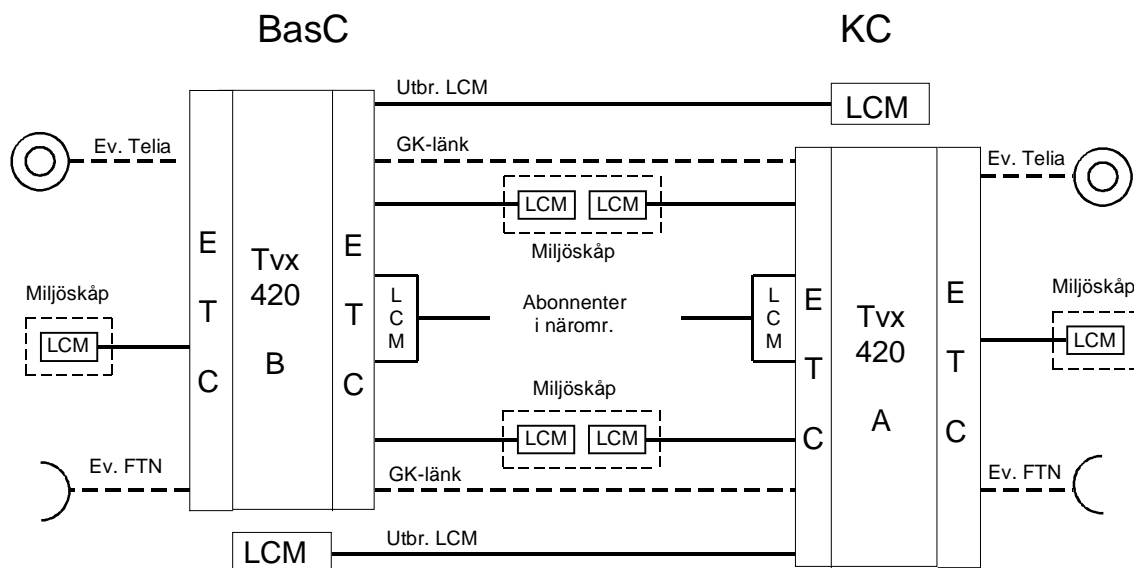 BasC
KC
Utbr. LCM
LCM
Ev. Telia
GK-länk
Ev. Telia
LCM
LCM
Miljöskåp
E
T
C
Tvx
420
B
E
T
C
L
C
M
Abonnenter
i näromr.
L
C
M
E
T
C
Tvx
420
A
E
T
C
Miljöskåp
LCM
Miljöskåp
LCM
Miljöskåp
LCM
LCM
Ev. FTN
GK-länk
Ev. FTN
LCM
Utbr. LCM